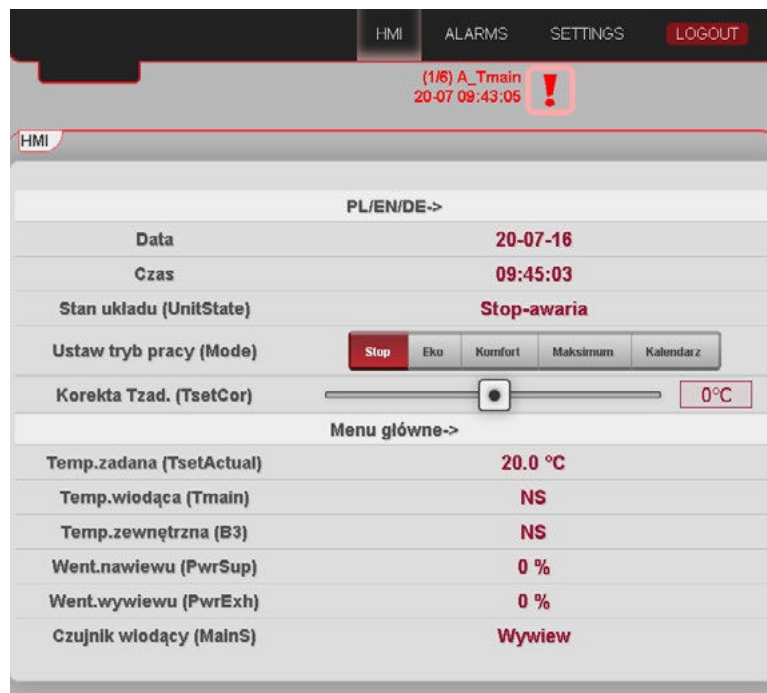 HMI ALARMS SETTINGS LOGOUT
(1/6) A_Tmain
20-07 09:43:05
HMI
PL/EN/DE->
Data 20-07-16
Czas 09:45:03
Stan układu (UnitState) Stop-awaria
Ustaw tryb pracy (Mode) Stop Eko Komfort Maksimum Kalendarz
Korekta Tzad. (TsetCor) 0°C
Menu główne->
Temp.zadana (TsetActual) 20.0 °C
Temp.wiodąca (Tmain) NS
Temp.zewnętrzna (B3) NS
Went.nawiewu (PwrSup) 0 %
Went.wywiewu (PwrExh) 0 %
Czujnik wiodący (MainS) Wywiew